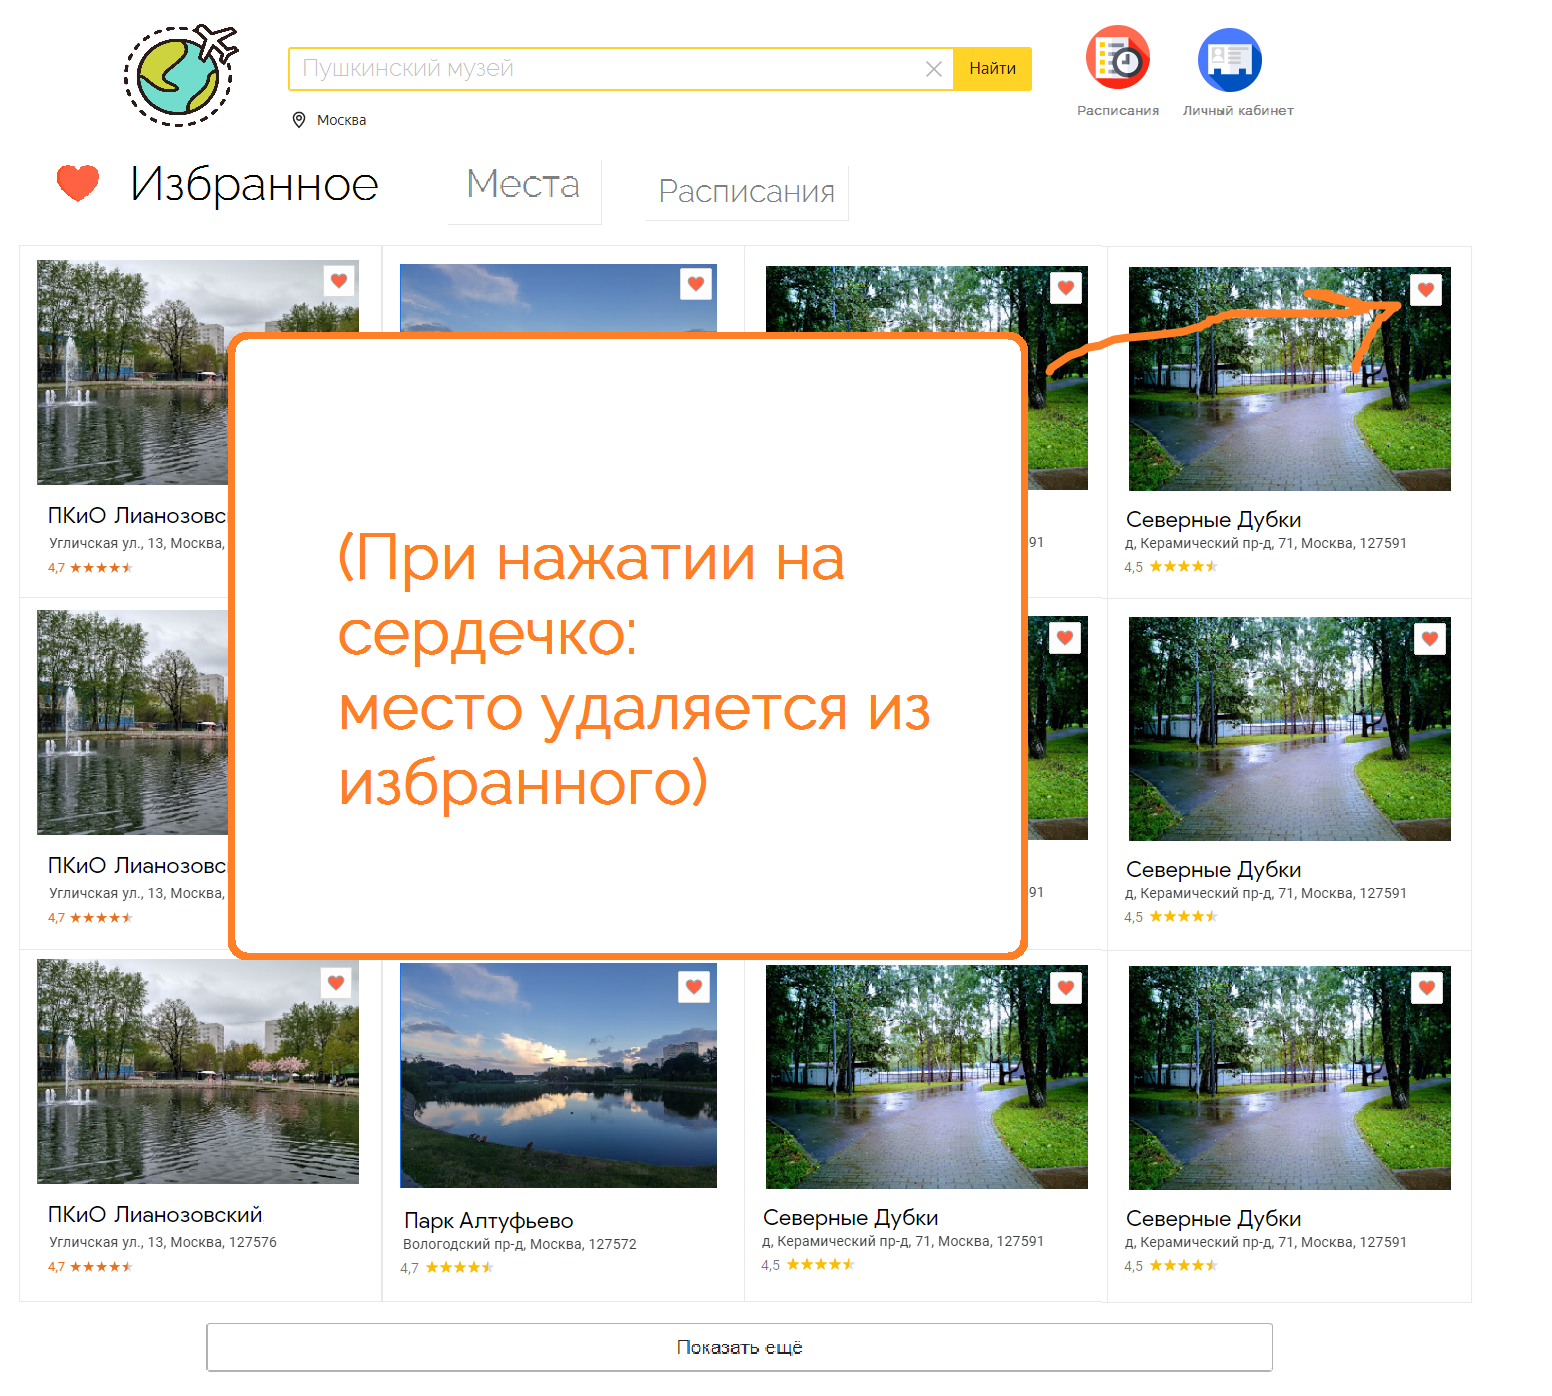 Пушкинский музей
Найти
Москва
Расписания
Личный кабинет
Избранное
Места
Расписания
(При нажатии на
сердечко:
место удаляется из
избранного)
ПКиО Лианозовс
Угличская ул., 13, Москва,
4,7
91
Северные Дубки
д, Керамический пр-д, 71, Москва, 127591
4,5
ПКиО Лианозовс
Угличская ул., 13, Москва,
4,7
91
Северные Дубки
д, Керамический пр-д, 71, Москва, 127591
4,5
ПКиО Лианозовский
Угличская ул., 13, Москва, 127576
4,7
Парк Алтуфьево
Вологодский пр-д, Москва, 127572
4,7
Северные Дубки
д, Керамический пр-д, 71, Москва, 127591
4,5
Северные Дубки
д, Керамический пр-д, 71, Москва, 127591
4,5
Показать ещё